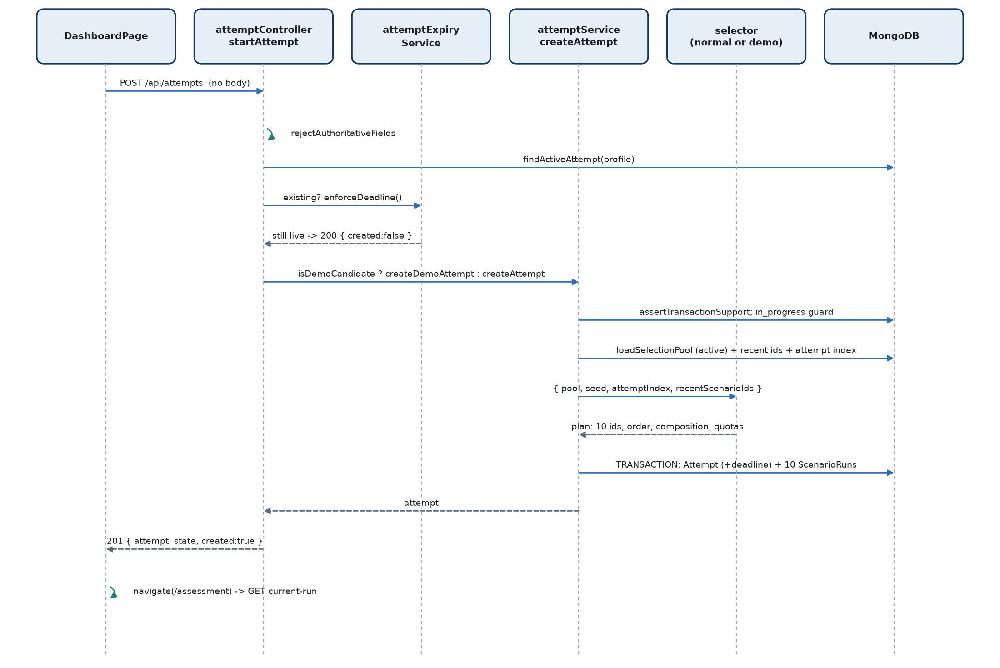 DashboardPage
attemptController
startAttempt
attemptExpiry
Service
attemptService
createAttempt
selector
(normal or demo)
MongoDB
POST /api/attempts  (no body)
rejectAuthoritativeFields
findActiveAttempt(profile)
existing? enforceDeadline()
still live -> 200 { created:false }
isDemoCandidate ? createDemoAttempt : createAttempt
assertTransactionSupport; in_progress guard
loadSelectionPool (active) + recent ids + attempt index
{ pool, seed, attemptIndex, recentScenarioIds }
plan: 10 ids, order, composition, quotas
TRANSACTION: Attempt (+deadline) + 10 ScenarioRuns
attempt
201 { attempt: state, created:true }
navigate(/assessment) -> GET current-run